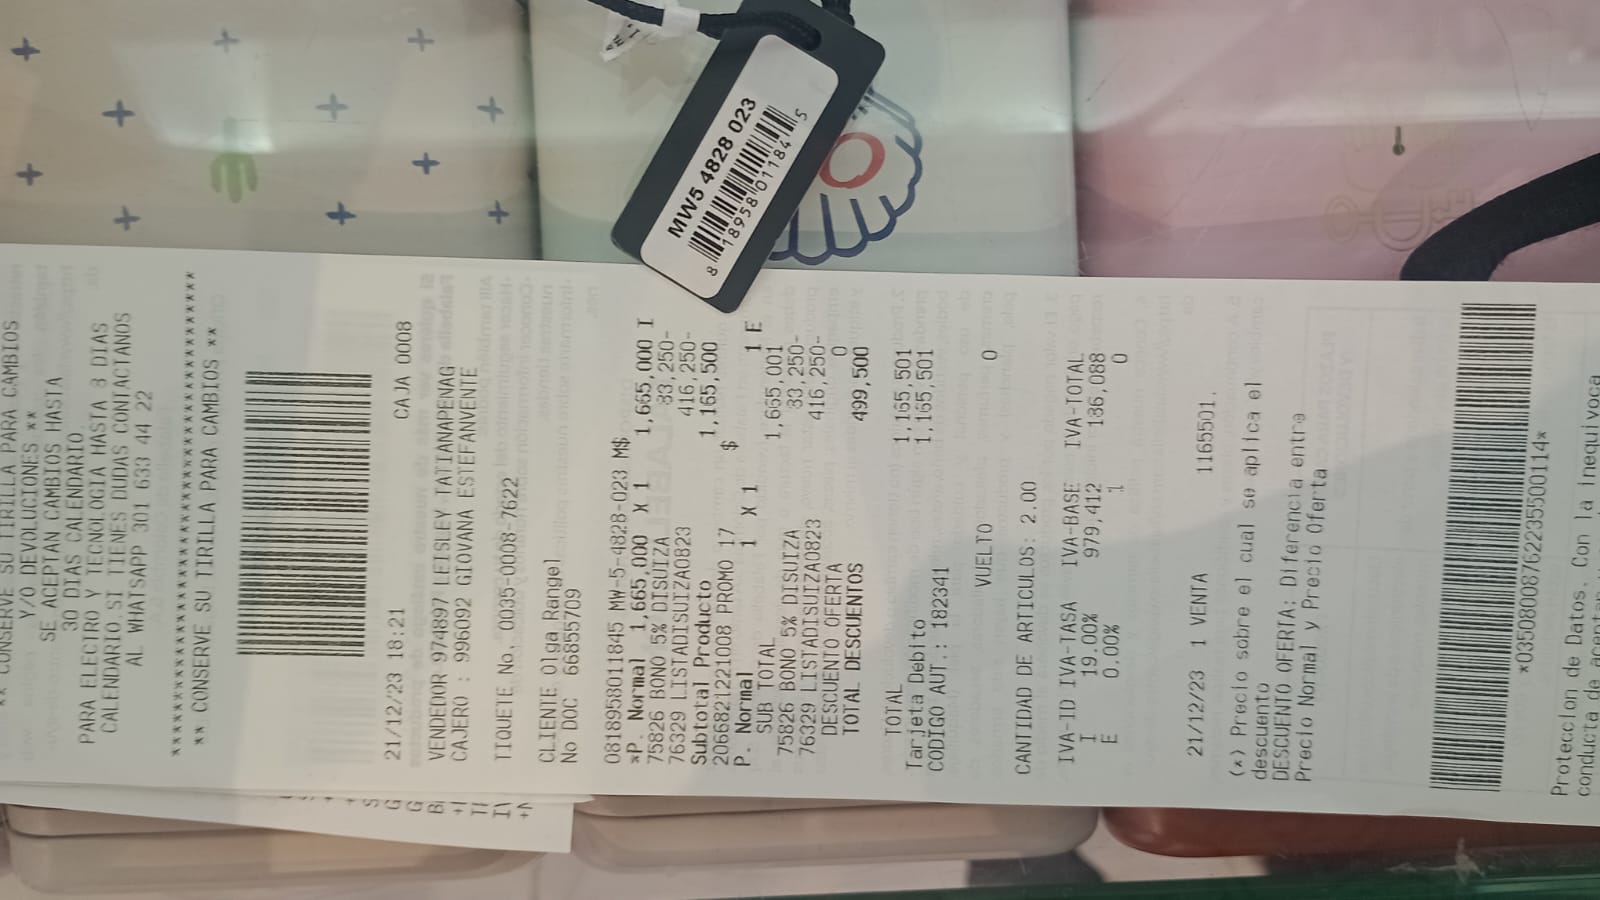 MW5 4828 023
8 18958 01184 5
** CONSERVE SU TIRILLA PARA CAMBIOS
Y/O DEVOLUCIONES **
SE ACEPTAN CAMBIOS HASTA
30 DIAS CALENDARIO
PARA ELECTRO Y TECNOLOGIA HASTA 8 DIAS
CALENDARIO.SI TIENES DUDAS CONTACTANOS
AL WHATSAPP 301 633 44 22
** CONSERVE SU TIRILLA PARA CAMBIOS **
21/12/23 18:21 CAJA 0008
VENDEDOR 974897 LEISLEY TATIANAPENAG
CAJERO : 996092 GIOVANA ESTEFANVENTE
TIQUETE No. 0035-0008-7622
CLIENTE Olga Rangel
No DOC 66855709
0818958011845 MW-5-4828-023 M$
*P. Normal 1,665,000 X 1 1,665,000 I
75826 BONO 5% DISUIZA 83,250-
76329 LISTADISUIZAO823 416,250-
Subtotal Producto 1,165,500
2066821221008 PROMO 17 $
P. Normal 1 X 1 1 E
SUB TOTAL 1,665,001
75826 BONO 5% DISUIZA 83,250-
76329 LISTADISUIZAO823 416,250-
DESCUENTO OFERTA 0
TOTAL DESCUENTOS 499,500
TOTAL 1,165,501
Tarjeta Debito 1,165,501
CODIGO AUT.: 182341
VUELTO 0
CANTIDAD DE ARTICULOS: 2.00
IVA-ID IVA-TASA IVA-BASE IVA-TOTAL
I 19.00% 979,412 186,088
E 0.00% 1 0
21/12/23 1 VENTA 1165501.
(*) Precio sobre el cual se aplica el
descuento
DESCUENTO OFERTA: Diferencia entre
Precio Normal y Precio Oferta
*03508008762235500114*
Proteccion de Datos. Con la inequivoca
conducta de